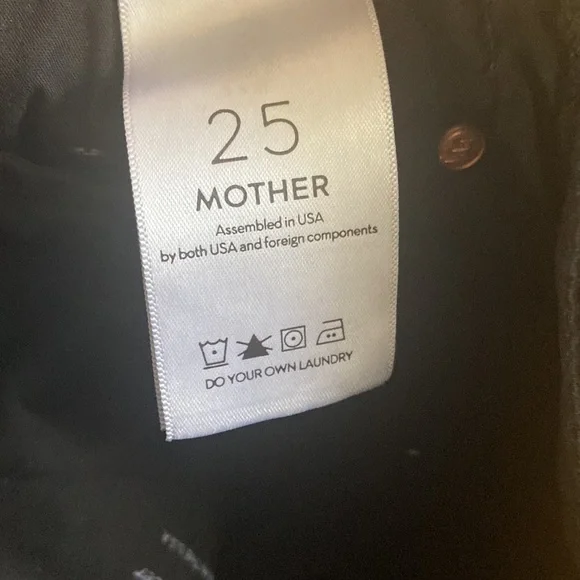 25
MOTHER
Assembled in USA
by both USA and foreign components
DO YOUR OWN LAUNDRY